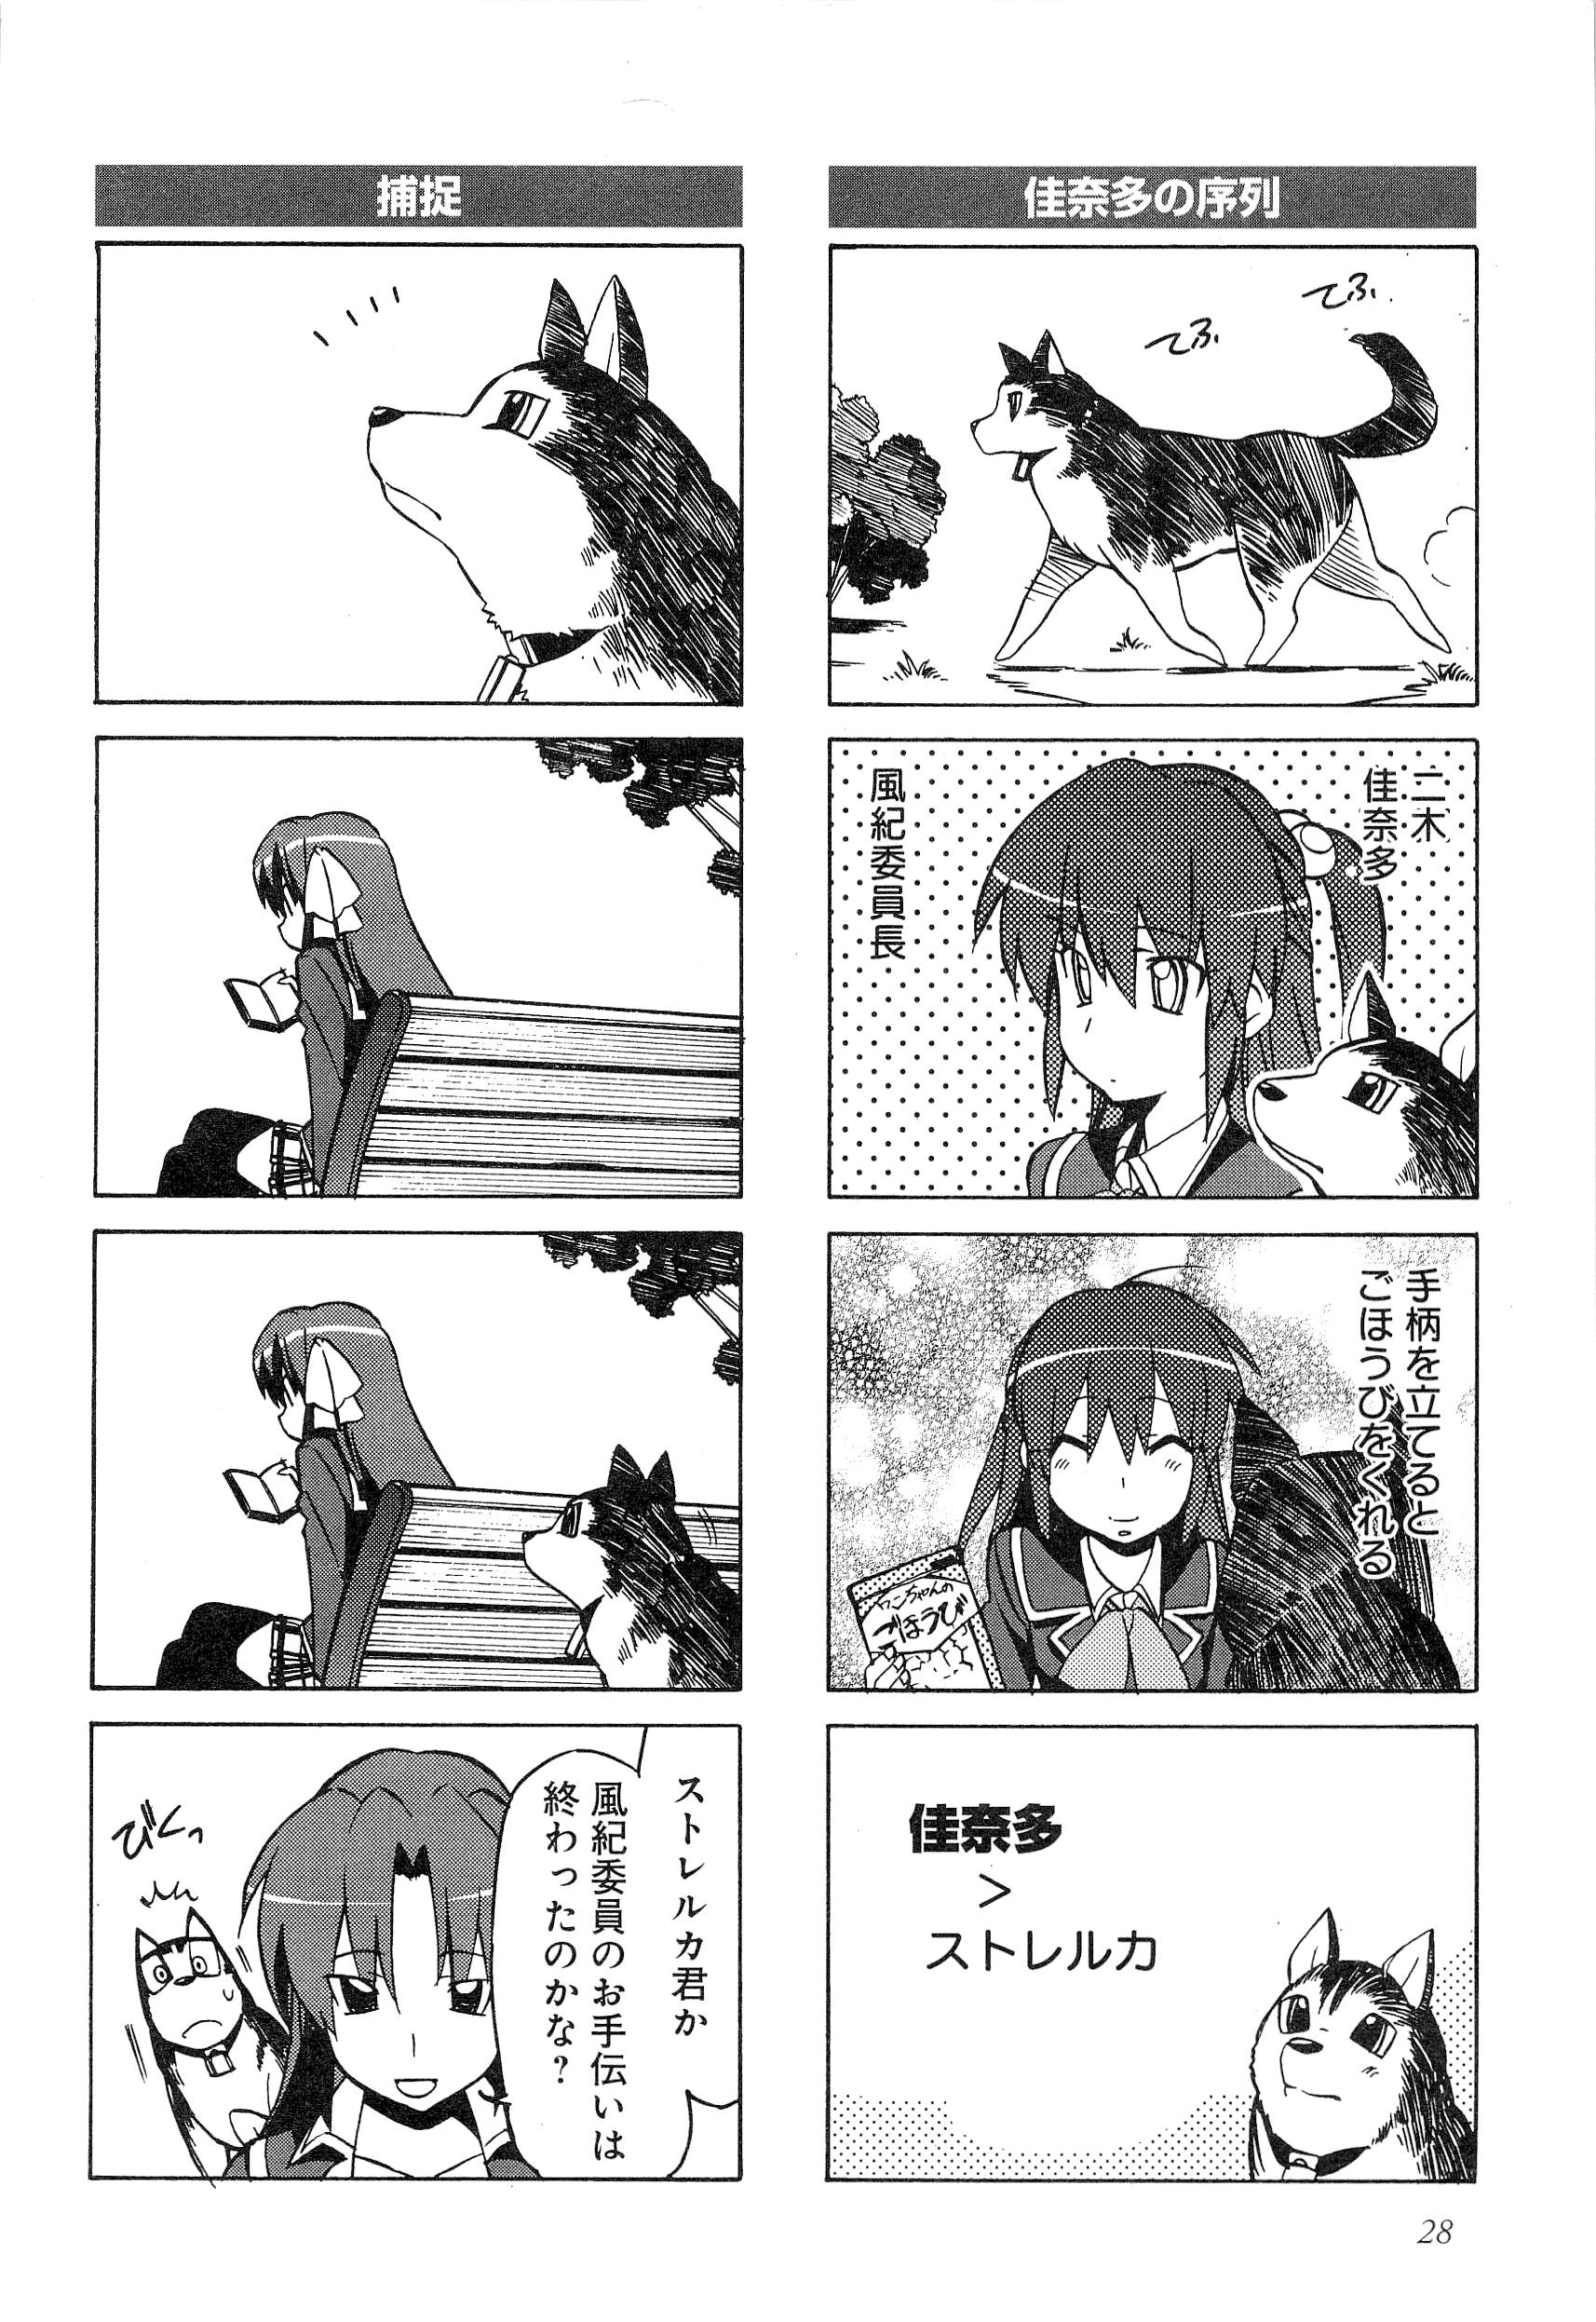 佳奈多の序列
てふ
てふ
二木
佳奈多
風紀委員長
手柄を立てると
ごほうびをくれる
ワンちゃんの
ごほうび
佳奈多
>
ストレルカ
捕捉
ストレルカ君か
風紀委員のお手伝いは
終わったのかな?
びくっ
28